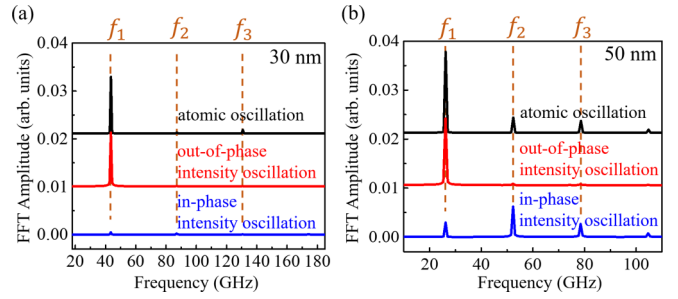 (a)
f1 f2 f3
30 nm
0.04
0.03
0.02
0.01
0.00
FFT Amplitude (arb. units)
atomic oscillation
out-of-phase
intensity oscillation
in-phase
intensity oscillation
20 40 60 80 100 120 140 160 180
Frequency (GHz)
(b)
f1 f2 f3
50 nm
0.04
0.03
0.02
0.01
0.00
FFT Amplitude (arb. units)
atomic oscillation
out-of-phase
intensity oscillation
in-phase
intensity oscillation
20 40 60 80 100
Frequency (GHz)